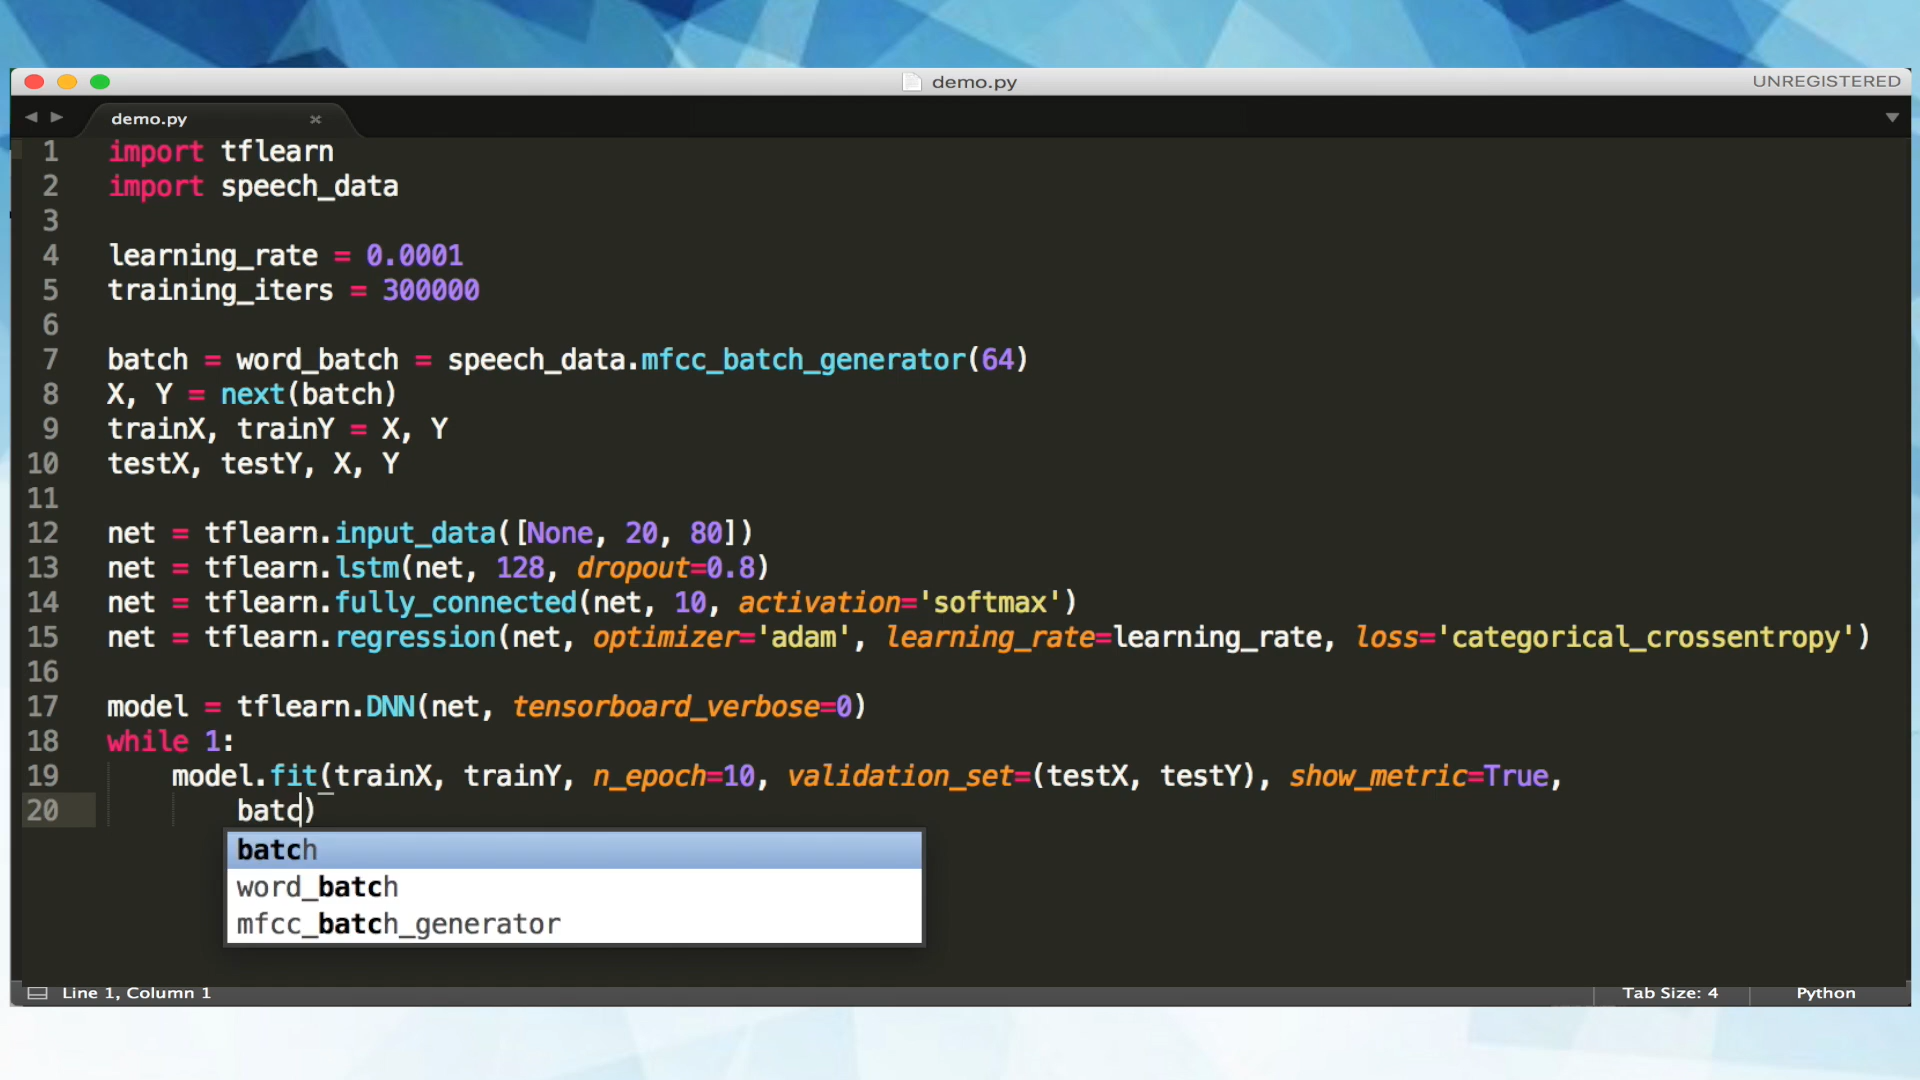 demo.py
UNREGISTERED
demo.py
1 import tflearn
2 import speech_data
3
4 learning_rate = 0.0001
5 training_iters = 300000
6
7 batch = word_batch = speech_data.mfcc_batch_generator(64)
8 X, Y = next(batch)
9 trainX, trainY = X, Y
10 testX, testY, X, Y
11
12 net = tflearn.input_data([None, 20, 80])
13 net = tflearn.lstm(net, 128, dropout=0.8)
14 net = tflearn.fully_connected(net, 10, activation='softmax')
15 net = tflearn.regression(net, optimizer='adam', learning_rate=learning_rate, loss='categorical_crossentropy')
16
17 model = tflearn.DNN(net, tensorboard_verbose=0)
18 while 1:
19 model.fit(trainX, trainY, n_epoch=10, validation_set=(testX, testY), show_metric=True,
20 batc)
batch
word_batch
mfcc_batch_generator
Line 1, Column 1
Tab Size: 4
Python